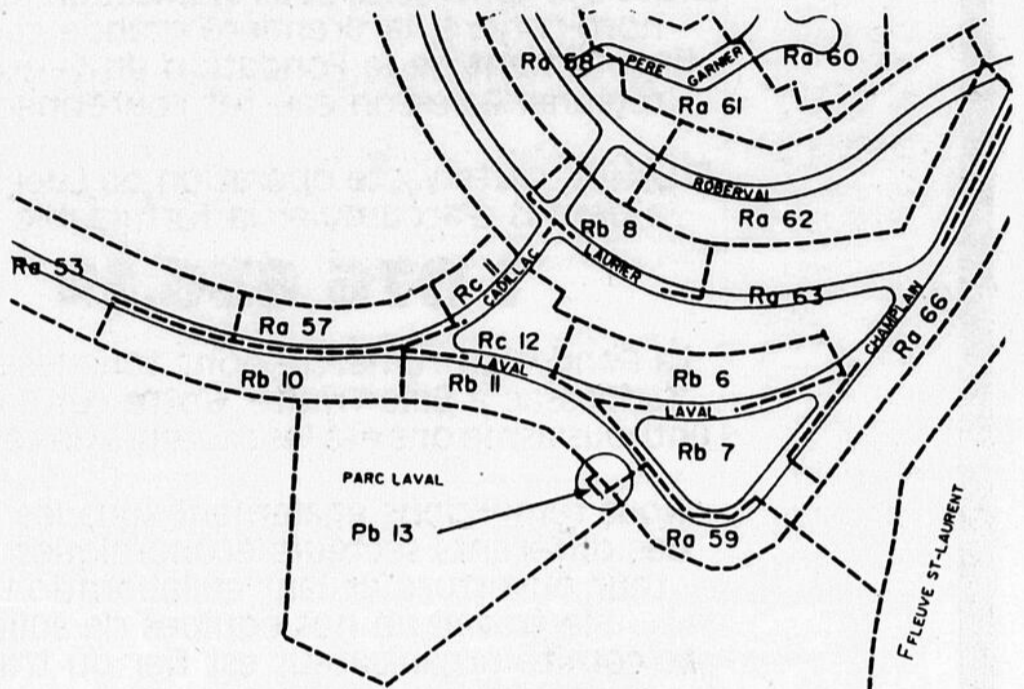 Ra 58
PERE GARNIER
Ra 60
Ra 61
ROBERVAL
Ra 62
Rb 8
LAURIER
Ra 53
Rc 11
CADILLAC
Ra 63
CHAMPLAIN
Ra 66
Ra 57
Rc 12
LAVAL
Rb 6
Rb 10
Rb 11
LAVAL
Rb 7
PARC LAVAL
Pb 13
Ra 59
FLEUVE ST-LAURENT